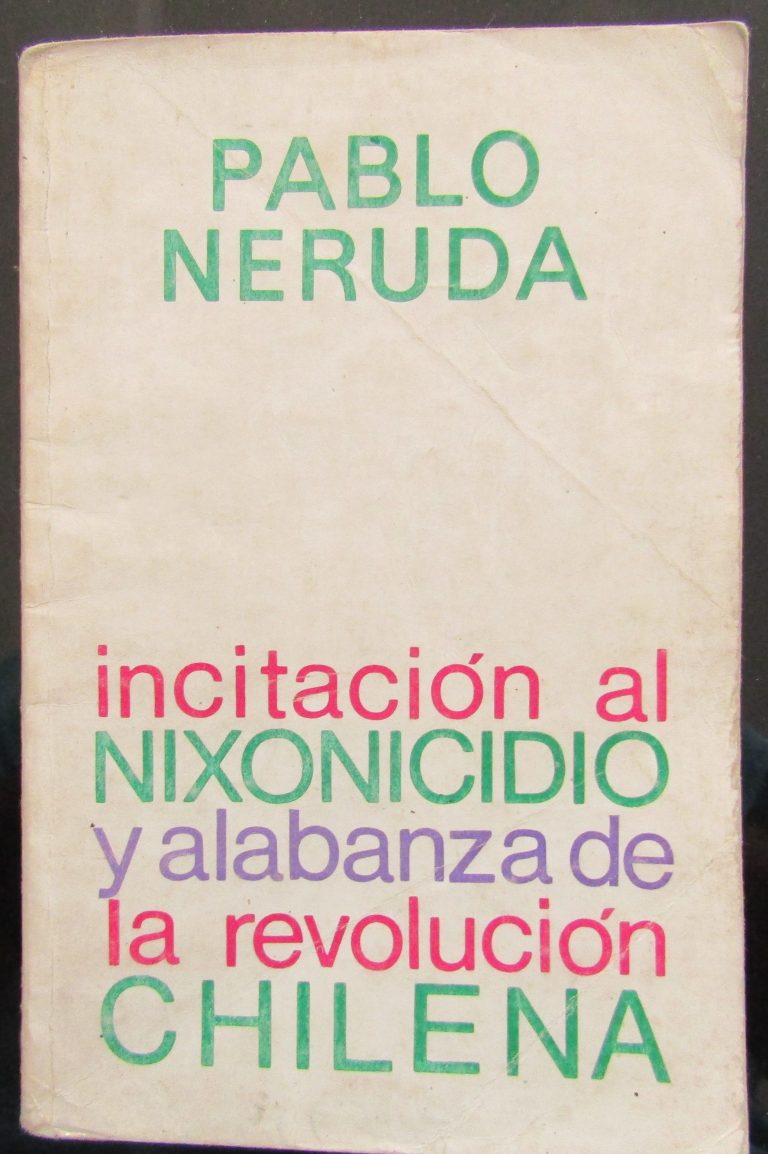 PABLO
NERUDA
incitación al
NIXONICIDIO
y alabanza de
la revolución
CHILENA